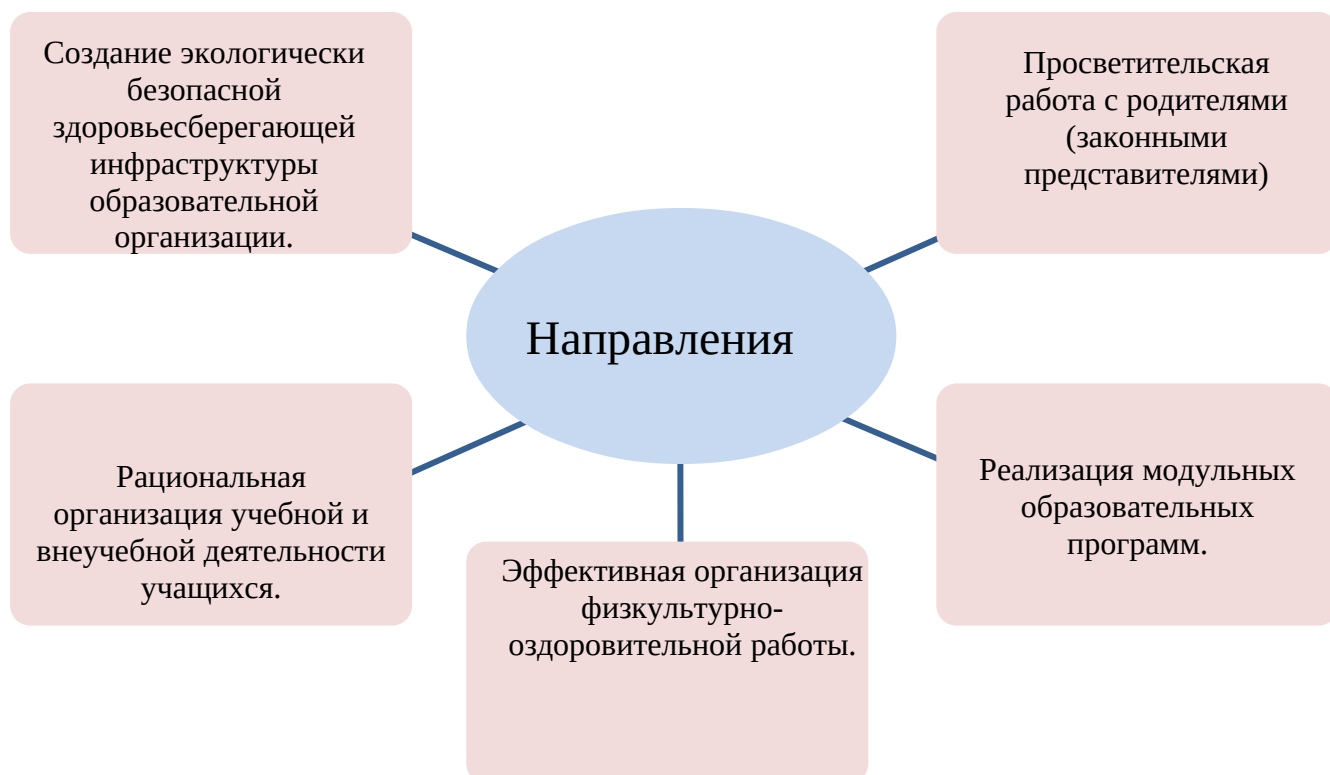 Создание экологически
безопасной
здоровьесберегающей
инфраструктуры
образовательной
организации.
Просветительская
работа с родителями
(законными
представителями)
Направления
Рациональная
организация учебной и
внеучебной деятельности
учащихся.
Эффективная организация
физкультурно-
оздоровительной работы.
Реализация модульных
образовательных
программ.